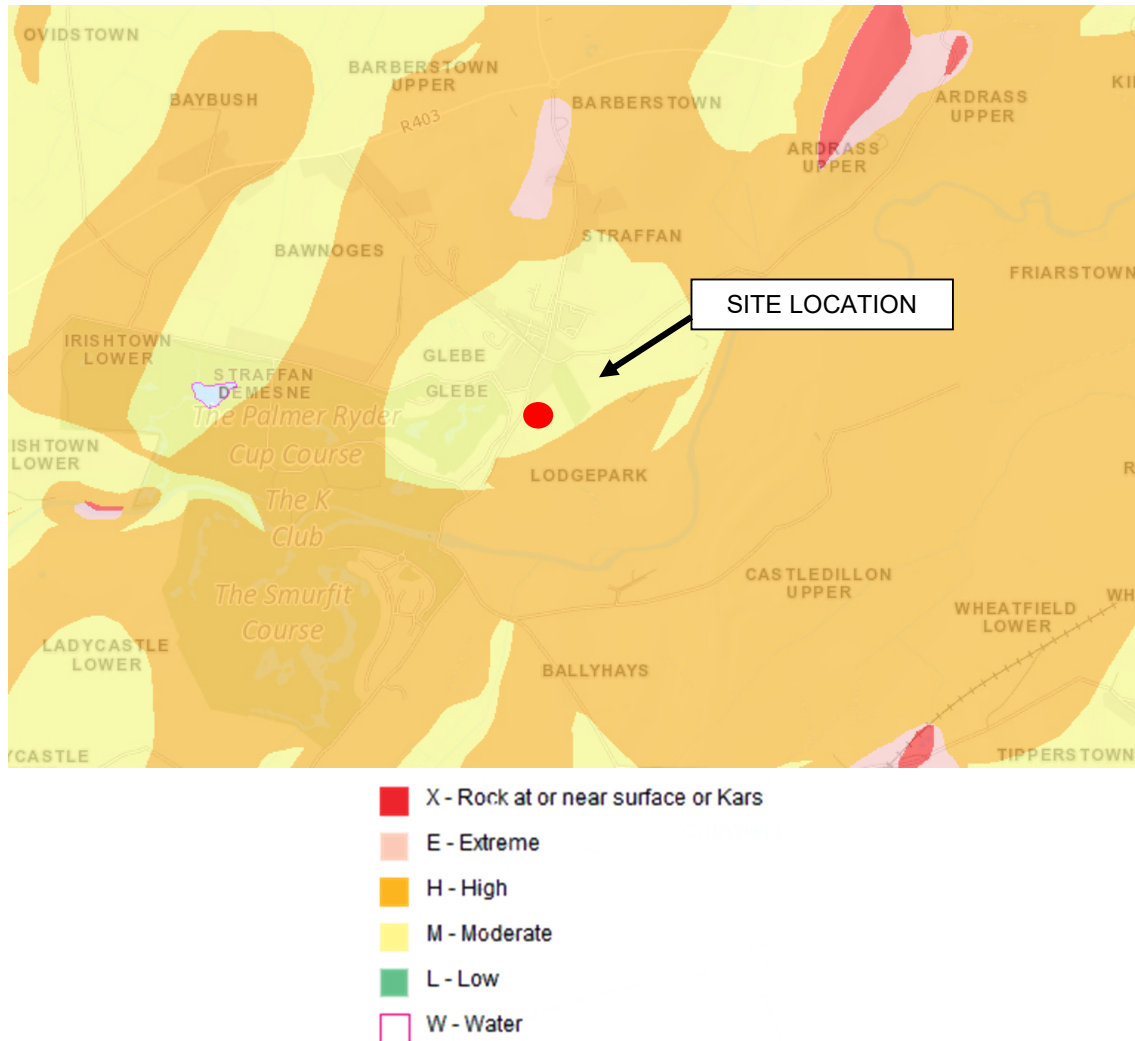 OVIDSTOWN
BARBERSTOWN
UPPER
BAYBUSH
BARBERSTOWN
ARDRASS
UPPER
KI
R403
ARDRASS
UPPER
STRAFFAN
BAWNOGES
FRIARSTOWN
SITE LOCATION
IRISHTOWN
LOWER
GLEBE
STRAFFAN
DEMESNE
GLEBE
The Palmer Ryder
Cup Course
ISHTOWN
LOWER
LODGEPARK
R
The K
Club
CASTLEDILLON
UPPER
The Smurfit
Course
WHEATFIELD
LOWER
WH
LADYCASTLE
LOWER
BALLYHAYS
YCASTLE
TIPPERSTOWN
X - Rock at or near surface or Kars
E - Extreme
H - High
M - Moderate
L - Low
W - Water